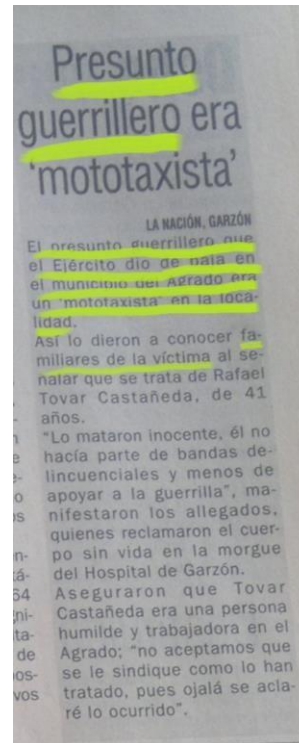 Presunto
guerrillero era
'mototaxista'
LA NACIÓN, GARZÓN
El presunto guerrillero que
el Ejército dio de baja en
el municipio del Agrado era
un 'mototaxista' en la loca-
lidad.
Así lo dieron a conocer fa-
miliares de la víctima al se-
ñalar que se trata de Rafael
Tovar Castañeda, de 41
años.
"Lo mataron inocente, él no
hacía parte de bandas de-
lincuenciales y menos de
apoyar a la guerrilla", ma-
nifestaron los allegados,
quienes reclamaron el cuer-
po sin vida en la morgue
del Hospital de Garzón.
Aseguraron que Tovar
Castañeda era una persona
humilde y trabajadora en el
Agrado; "no aceptamos que
se le sindique como lo han
tratado, pues ojalá se acla-
ré lo ocurrido".